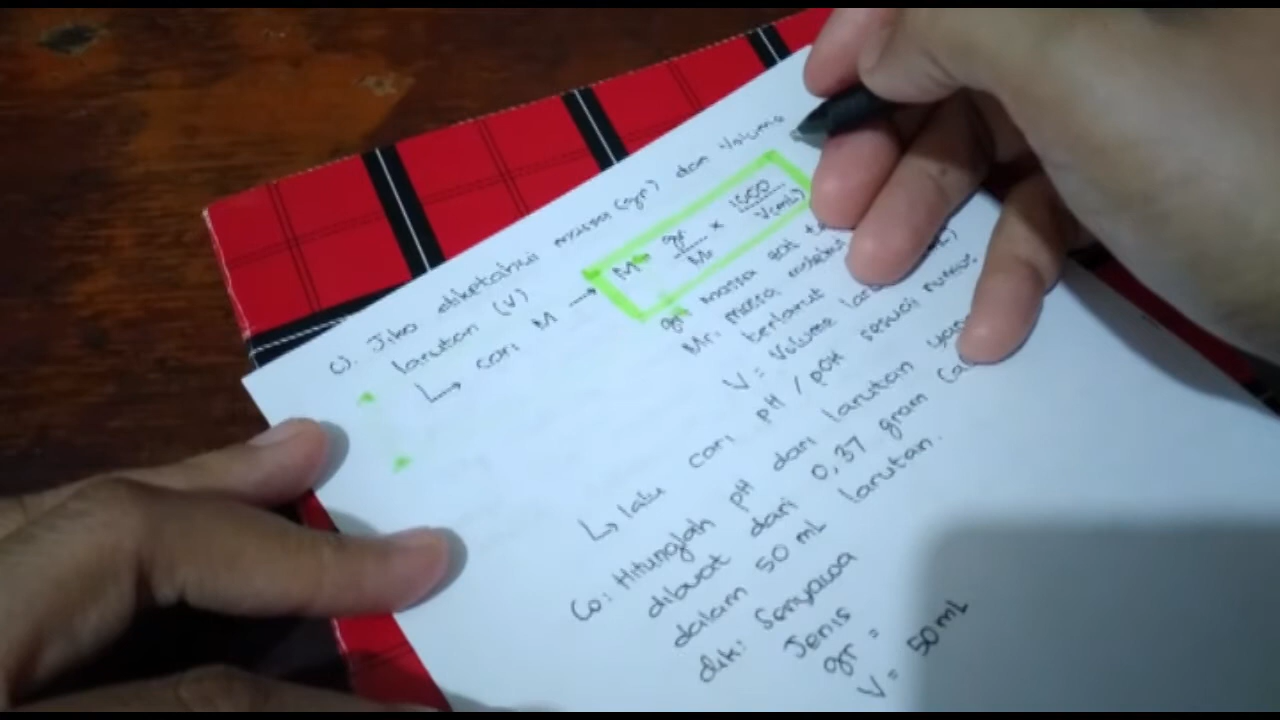 c). Jika diketahui massa (gr) dan volume
larutan (V)
↳ cari M → M = gr/Mr × 1000/V(mL)
gr: massa zat
Mr: massa
terlarut
V = Volume
↳ lalu cari pH / pOH sesuai rumus
Co: Hitunglah pH dari larutan yang
dibuat dari 0,37 gram
dalam 50 mL larutan.
dik: Senyawa
Jenis
gr =
V = 50 mL